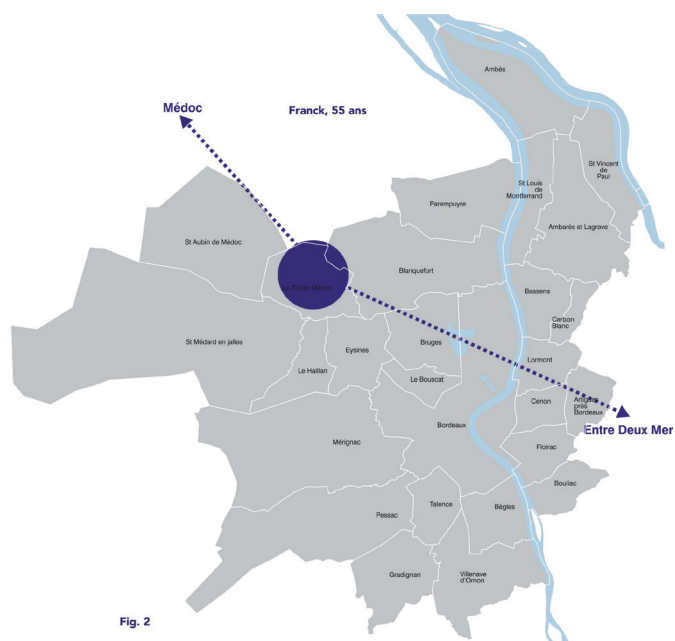 Ambès
Médoc
Franck, 55 ans
St Vincent
de
Paul
St Louis
de
Montferrand
Parempuyre
Ambarès et Lagrave
St Aubin de Médoc
Blanquefort
Le Taillan Médoc
Bassens
Carbon
Blanc
St Médard en jalles
Eysines
Bruges
Lormont
Le Haillan
Le Bouscat
Cenon
Artigues
près
Bordeaux
Bordeaux
Entre Deux Mer
Mérignac
Floirac
Bouliac
Pessac
Talence
Bègles
Gradignan
Villenave
d'Ornon
Fig. 2